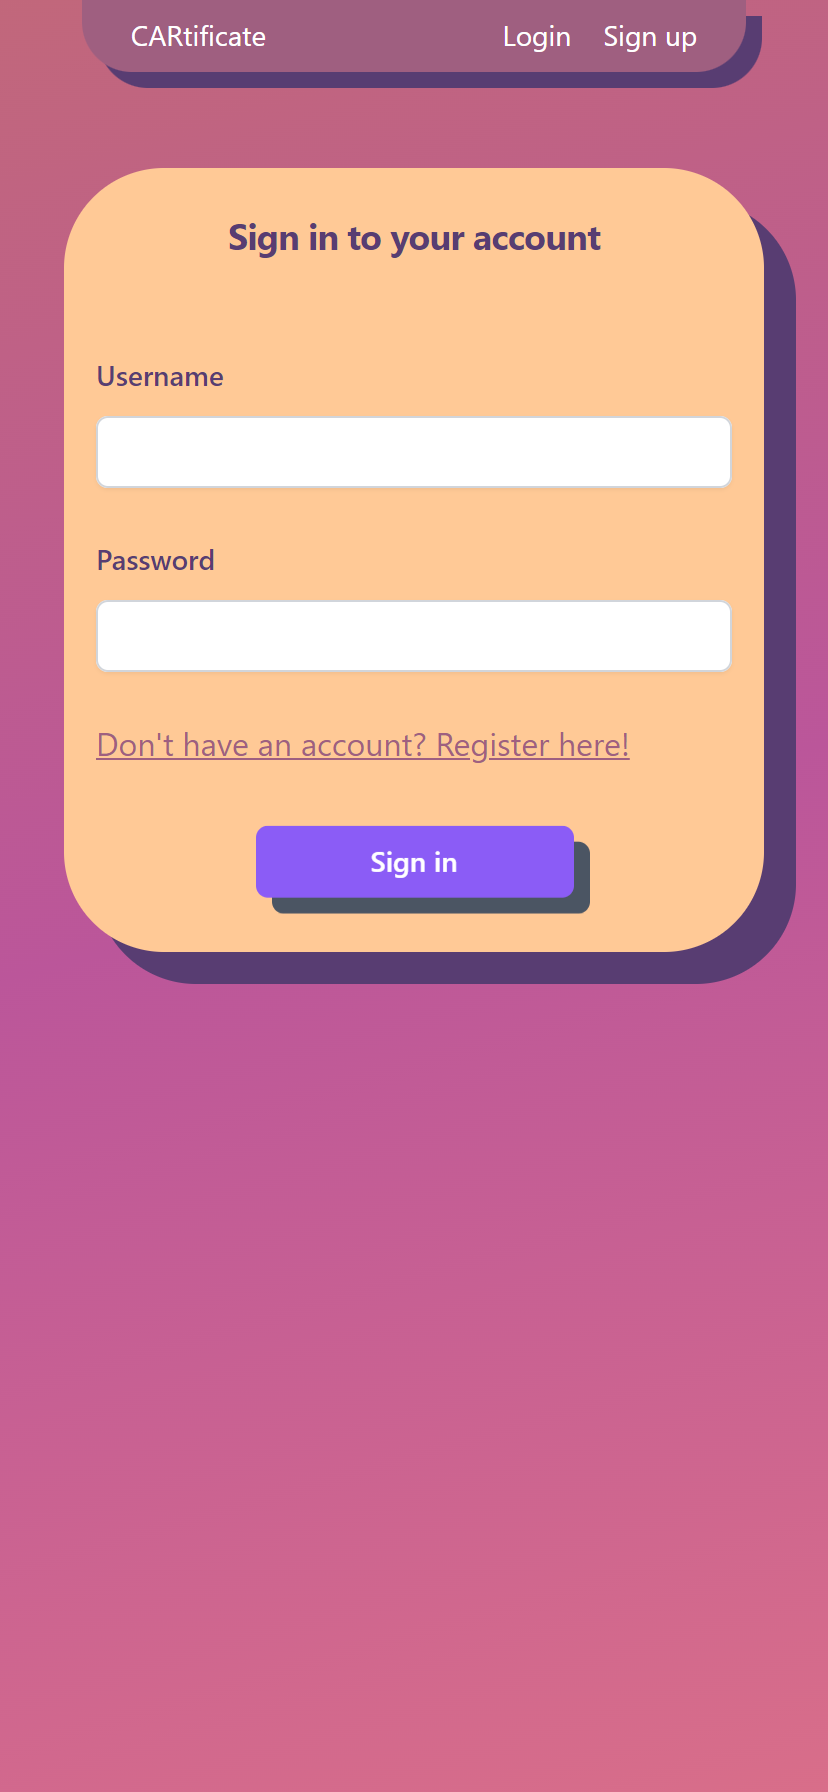 CARtificate Login Sign up
Sign in to your account
Username
Password
Don't have an account? Register here!
Sign in